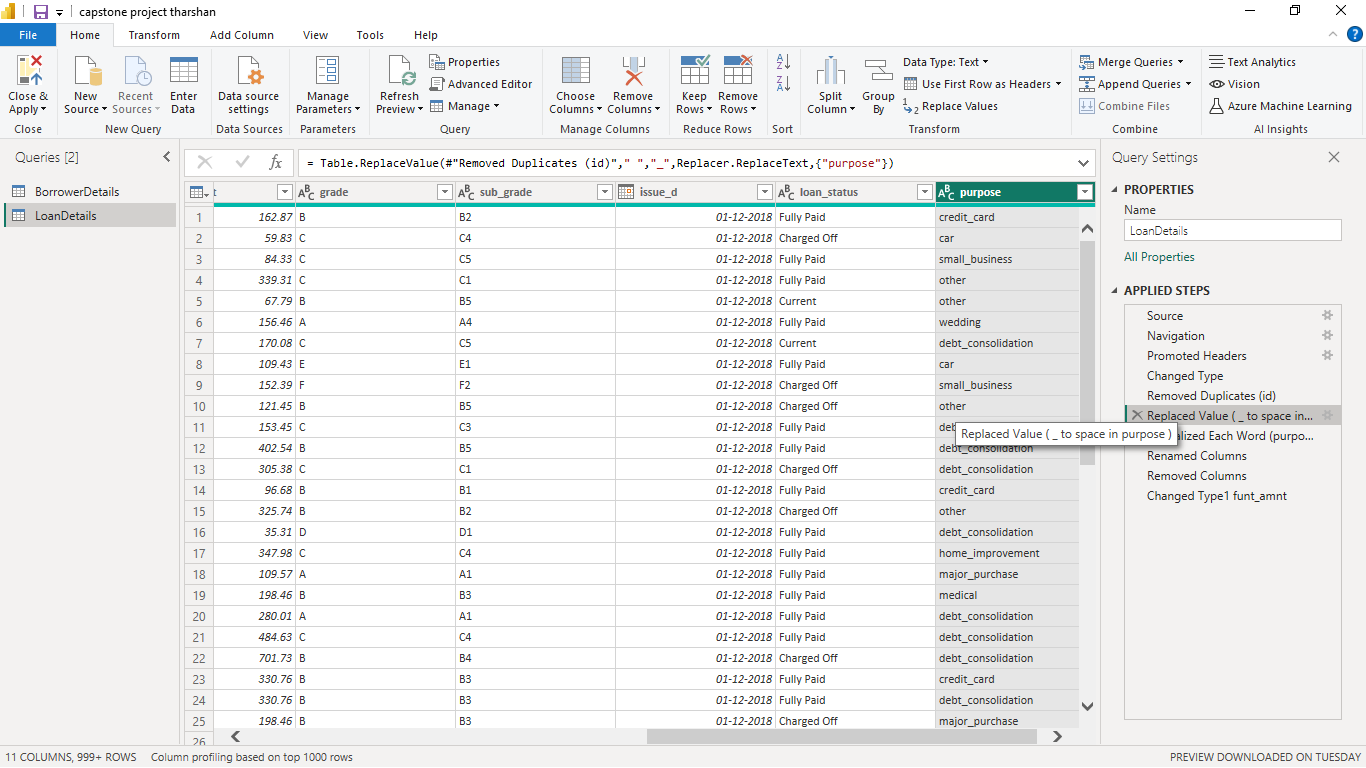 capstone project tharshan
File Home Transform Add Column View Tools Help
Close & Apply
New Source
Recent Sources
Enter Data
Data source settings
Manage Parameters
Refresh Preview
Properties
Advanced Editor
Manage
Choose Columns
Remove Columns
Keep Rows
Remove Rows
Split Column
Group By
Data Type: Text
Use First Row as Headers
Replace Values
Merge Queries
Append Queries
Combine Files
Text Analytics
Vision
Azure Machine Learning
Close New Query Data Sources Parameters Query Manage Columns Reduce Rows Sort Transform Combine AI Insights
Queries [2]
BorrowerDetails
LoanDetails
fx = Table.ReplaceValue(#"Removed Duplicates (id)"," ","_",Replacer.ReplaceText,{"purpose"})
t grade sub_grade issue_d loan_status purpose
1 162.87 B B2 01-12-2018 Fully Paid credit_card
2 59.83 C C4 01-12-2018 Charged Off car
3 84.33 C C5 01-12-2018 Fully Paid small_business
4 339.31 C C1 01-12-2018 Fully Paid other
5 67.79 B B5 01-12-2018 Current other
6 156.46 A A4 01-12-2018 Fully Paid wedding
7 170.08 C C5 01-12-2018 Current debt_consolidation
8 109.43 E E1 01-12-2018 Fully Paid car
9 152.39 F F2 01-12-2018 Charged Off small_business
10 121.45 B B5 01-12-2018 Charged Off other
11 153.45 C C3 01-12-2018 Fully Paid
12 402.54 B B5 01-12-2018 Fully Paid debt_consolidation
13 305.38 C C1 01-12-2018 Charged Off debt_consolidation
14 96.68 B B1 01-12-2018 Fully Paid credit_card
15 325.74 B B2 01-12-2018 Charged Off other
16 35.31 D D1 01-12-2018 Fully Paid debt_consolidation
17 347.98 C C4 01-12-2018 Fully Paid home_improvement
18 109.57 A A1 01-12-2018 Fully Paid major_purchase
19 198.46 B B3 01-12-2018 Fully Paid medical
20 280.01 A A1 01-12-2018 Fully Paid debt_consolidation
21 484.63 C C4 01-12-2018 Fully Paid debt_consolidation
22 701.73 B B4 01-12-2018 Charged Off debt_consolidation
23 330.76 B B3 01-12-2018 Fully Paid credit_card
24 330.76 B B3 01-12-2018 Fully Paid debt_consolidation
25 198.46 B B3 01-12-2018 Charged Off major_purchase
26
Replaced Value ( _ to space in purpose )
Query Settings
PROPERTIES
Name
LoanDetails
All Properties
APPLIED STEPS
Source
Navigation
Promoted Headers
Changed Type
Removed Duplicates (id)
Replaced Value ( _ to space in...
alized Each Word (purpo...
Renamed Columns
Removed Columns
Changed Type1 funt_amnt
11 COLUMNS, 999+ ROWS Column profiling based on top 1000 rows
PREVIEW DOWNLOADED ON TUESDAY